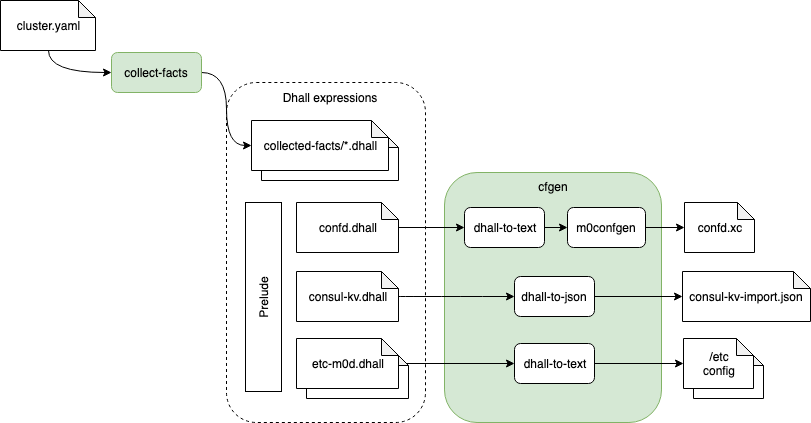 cluster.yaml
collect-facts
Dhall expressions
collected-facts/*.dhall
cfgen
Prelude
confd.dhall
dhall-to-text
m0confgen
confd.xc
consul-kv.dhall
dhall-to-json
consul-kv-import.json
etc-m0d.dhall
dhall-to-text
/etc
config